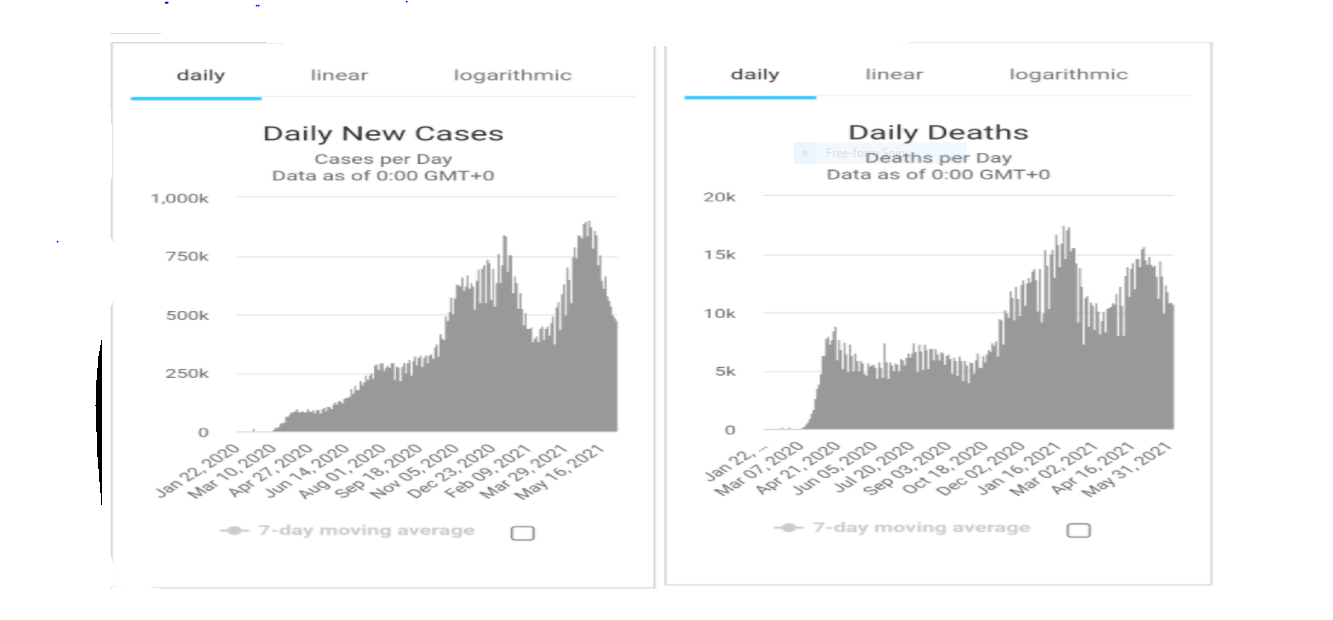 daily linear logarithmic
Daily New Cases
Cases per Day
Data as of 0:00 GMT+0
1,000k
750k
500k
250k
0
Jan 22, 2020
Mar 10, 2020
Apr 27, 2020
Jun 14, 2020
Aug 01, 2020
Sep 18, 2020
Nov 05, 2020
Dec 23, 2020
Feb 09, 2021
Mar 29, 2021
May 16, 2021
7-day moving average
daily linear logarithmic
Daily Deaths
Free-form Snip
Deaths per Day
Data as of 0:00 GMT+0
20k
15k
10k
5k
0
Jan 22, ...
Mar 07, 2020
Apr 21, 2020
Jun 05, 2020
Jul 20, 2020
Sep 03, 2020
Oct 18, 2020
Dec 02, 2020
Jan 16, 2021
Mar 02, 2021
Apr 16, 2021
May 31, 2021
7-day moving average